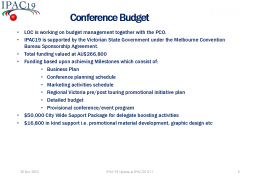 IPAC19
Conference Budget
• LOC is working on budget management together with the PCO.
• IPAC19 is supported by the Victorian State Government under the Melbourne Convention
Bureau Sponsorship Agreement.
• Total funding valued at AU$266,800
• Funding based upon achieving Milestones which consist of:
• Business Plan
• Conference planning schedule
• Marketing activities schedule
• Regional Victoria pre/post touring promotional initiative plan
• Detailed budget
• Provisional conference/event program
• $50,000 City Wide Support Package for delegate boosting activities
• $16,800 in kind support i.e. promotional material development, graphic design etc